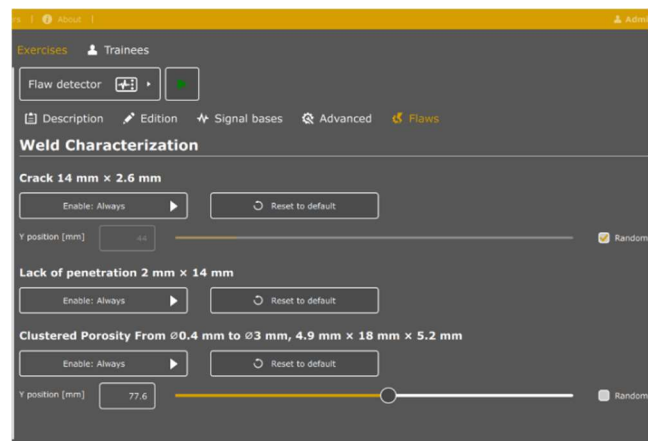 rs | About |
Admi
Exercises Trainees
Flaw detector
Description Edition Signal bases Advanced Flaws
Weld Characterization
Crack 14 mm × 2.6 mm
Enable: Always Reset to default
Y position [mm] -44 Random
Lack of penetration 2 mm × 14 mm
Enable: Always Reset to default
Clustered Porosity From ∅0.4 mm to ∅3 mm, 4.9 mm × 18 mm × 5.2 mm
Enable: Always Reset to default
Y position [mm] 77.6 Random